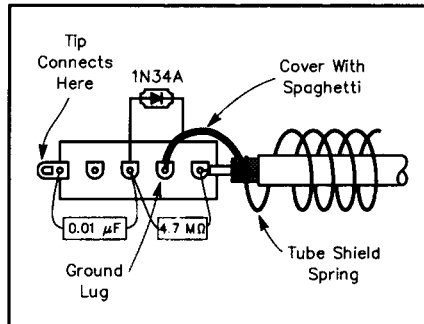 Tip
Connects
Here
1N34A
Cover With
Spaghetti
0.01 µF
4.7 MΩ
Ground
Lug
Tube Shield
Spring